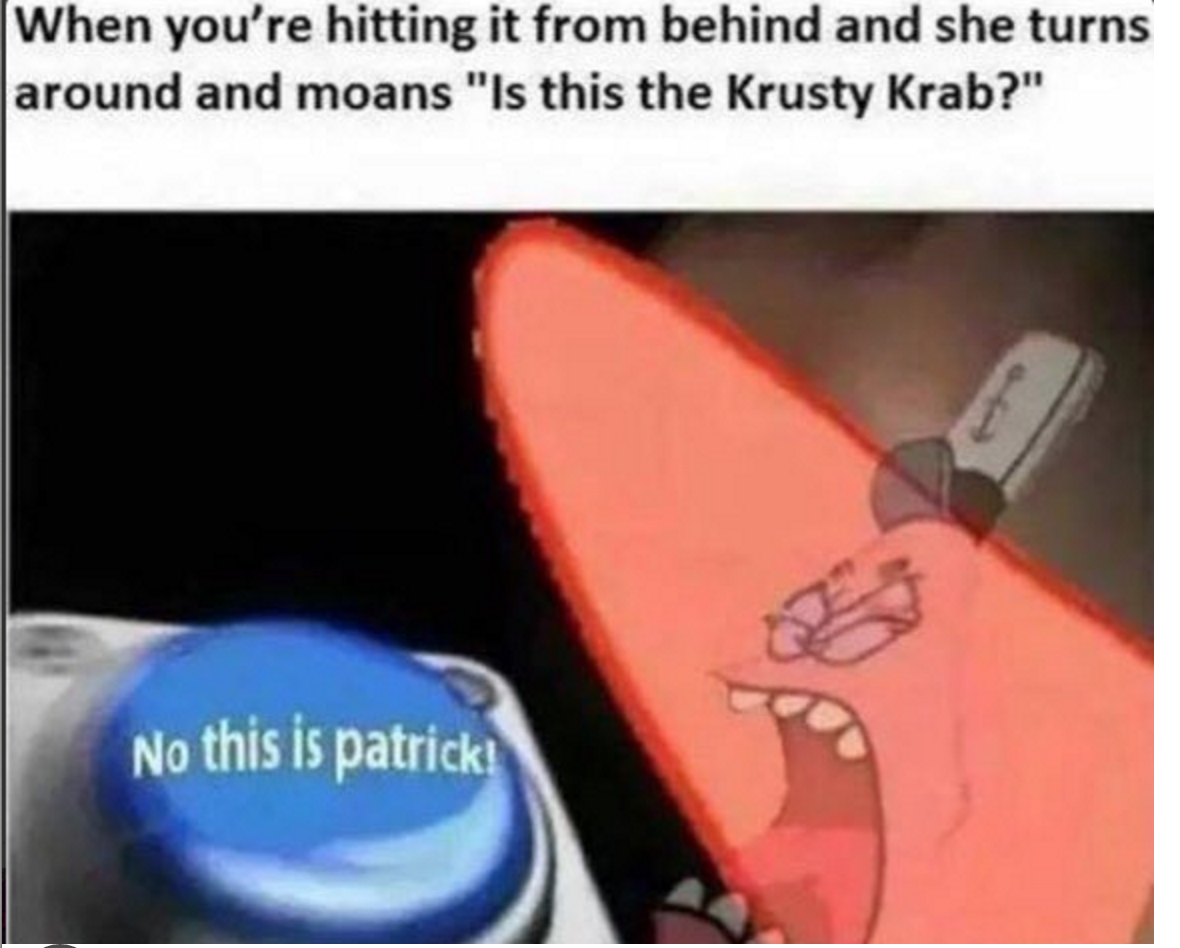 When you’re hitting it from behind and she turns
around and moans "Is this the Krusty Krab?"
No this is patrick!